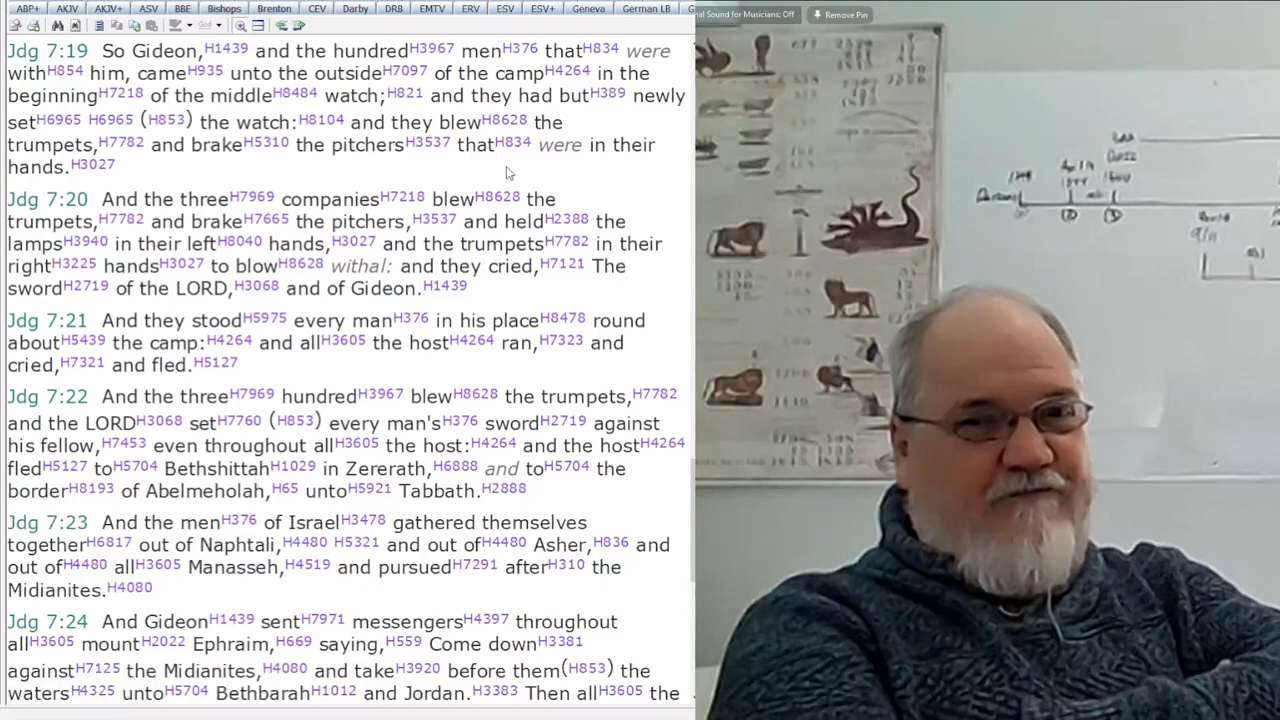 ABP+ AKJV AKJV+ ASV BBE Bishops Brenton CEV Darby DRB EMTV ERV ESV ESV+ Geneva German LB G
nal Sound for Musicians: Off Remove Pin
Jdg 7:19 So Gideon,H1439 and the hundredH3967 menH376 thatH834 were
withH854 him, cameH935 unto the outsideH7097 of the campH4264 in the
beginningH7218 of the middleH8484 watch;H821 and they had butH389 newly
setH6965 H6965 (H853) the watch:H8104 and they blewH8628 the
trumpets,H7782 and brakeH5310 the pitchersH3537 thatH834 were in their
hands.H3027
Jdg 7:20 And the threeH7969 companiesH7218 blewH8628 the
trumpets,H7782 and brakeH7665 the pitchers,H3537 and heldH2388 the
lampsH3940 in their leftH8040 hands,H3027 and the trumpetsH7782 in their
rightH3225 handsH3027 to blowH8628 withal: and they cried,H7121 The
swordH2719 of the LORD,H3068 and of Gideon.H1439
Jdg 7:21 And they stoodH5975 every manH376 in his placeH8478 round
aboutH5439 the camp:H4264 and allH3605 the hostH4264 ran,H7323 and
cried,H7321 and fled.H5127
Jdg 7:22 And the threeH7969 hundredH3967 blewH8628 the trumpets,H7782
and the LORDH3068 setH7760 (H853) every man'sH376 swordH2719 against
his fellow,H7453 even throughout allH3605 the host:H4264 and the hostH4264
fledH5127 toH5704 BethshittahH1029 in Zererath,H6888 and toH5704 the
borderH8193 of Abelmeholah,H65 untoH5921 Tabbath.H2888
Jdg 7:23 And the menH376 of IsraelH3478 gathered themselves
togetherH6817 out of Naphtali,H4480 H5321 and out ofH4480 Asher,H836 and
out ofH4480 allH3605 Manasseh,H4519 and pursuedH7291 afterH310 the
Midianites.H4080
Jdg 7:24 And GideonH1439 sentH7971 messengersH4397 throughout
allH3605 mountH2022 Ephraim,H669 saying,H559 Come downH3381
againstH7125 the Midianites,H4080 and takeH3920 before them(H853) the
watersH4325 untoH5704 BethbarahH1012 and Jordan.H3383 Then allH3605 the